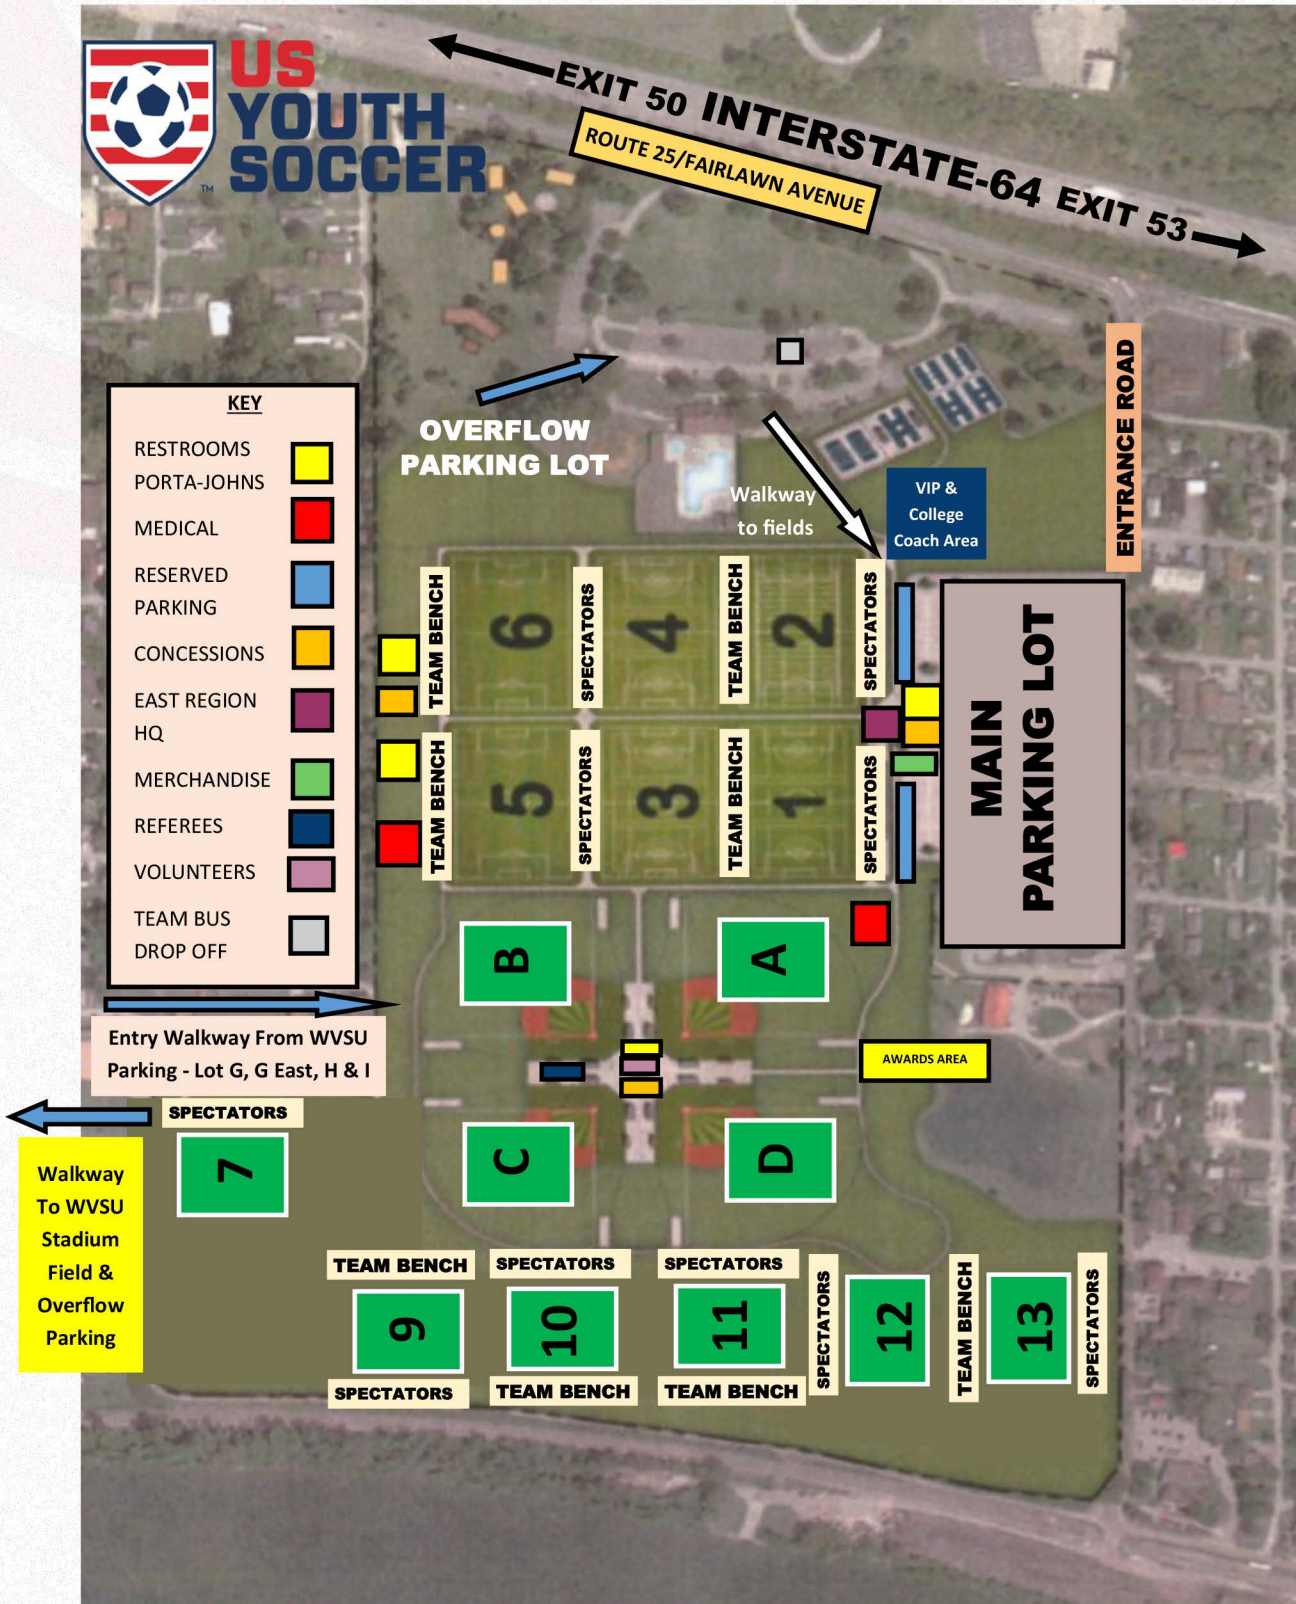 US
YOUTH
SOCCER
TM
EXIT 50 INTERSTATE-64 EXIT 53
ROUTE 25/FAIRLAWN AVENUE
ENTRANCE ROAD
OVERFLOW
PARKING LOT
Walkway
to fields
VIP &
College
Coach Area
KEY
RESTROOMS
PORTA-JOHNS
MEDICAL
RESERVED
PARKING
CONCESSIONS
EAST REGION
HQ
MERCHANDISE
REFEREES
VOLUNTEERS
TEAM BUS
DROP OFF
TEAM BENCH
6
SPECTATORS
4
TEAM BENCH
2
SPECTATORS
MAIN
PARKING LOT
TEAM BENCH
5
SPECTATORS
3
TEAM BENCH
1
SPECTATORS
B
A
Entry Walkway From WVSU
Parking - Lot G, G East, H & I
AWARDS AREA
SPECTATORS
7
C
D
Walkway
To WVSU
Stadium
Field &
Overflow
Parking
TEAM BENCH
9
SPECTATORS
SPECTATORS
10
TEAM BENCH
SPECTATORS
11
TEAM BENCH
SPECTATORS
12
TEAM BENCH
13
SPECTATORS